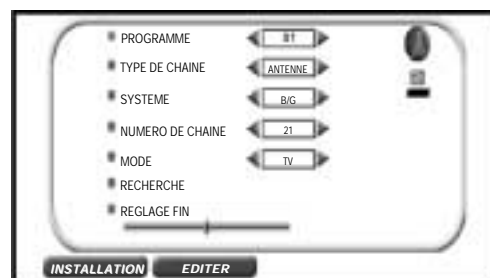 PROGRAMME
TYPE DE CHAINE ANTENNE
SYSTEME B/G
NUMERO DE CHAINE 21
MODE TV
RECHERCHE
REGLAGE FIN
INSTALLATION EDITER